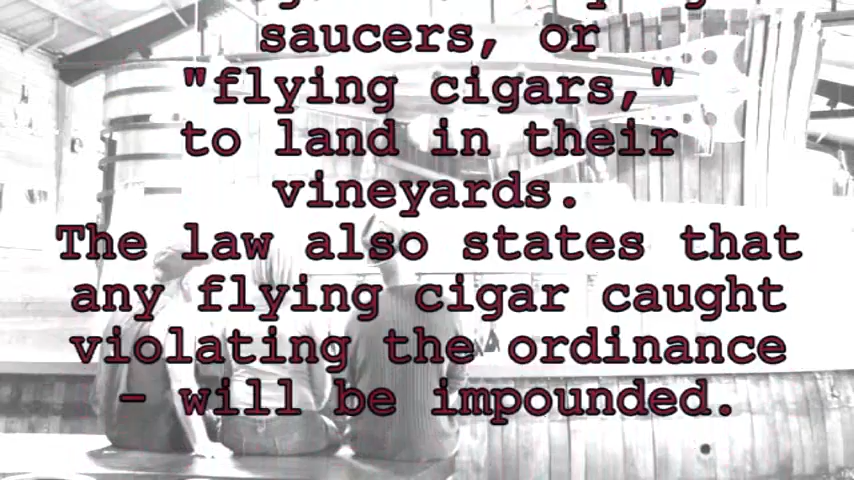 saucers, or
"flying cigars,"
to land in their
vineyards.
The law also states that
any flying cigar caught
violating the ordinance
- will be impounded.